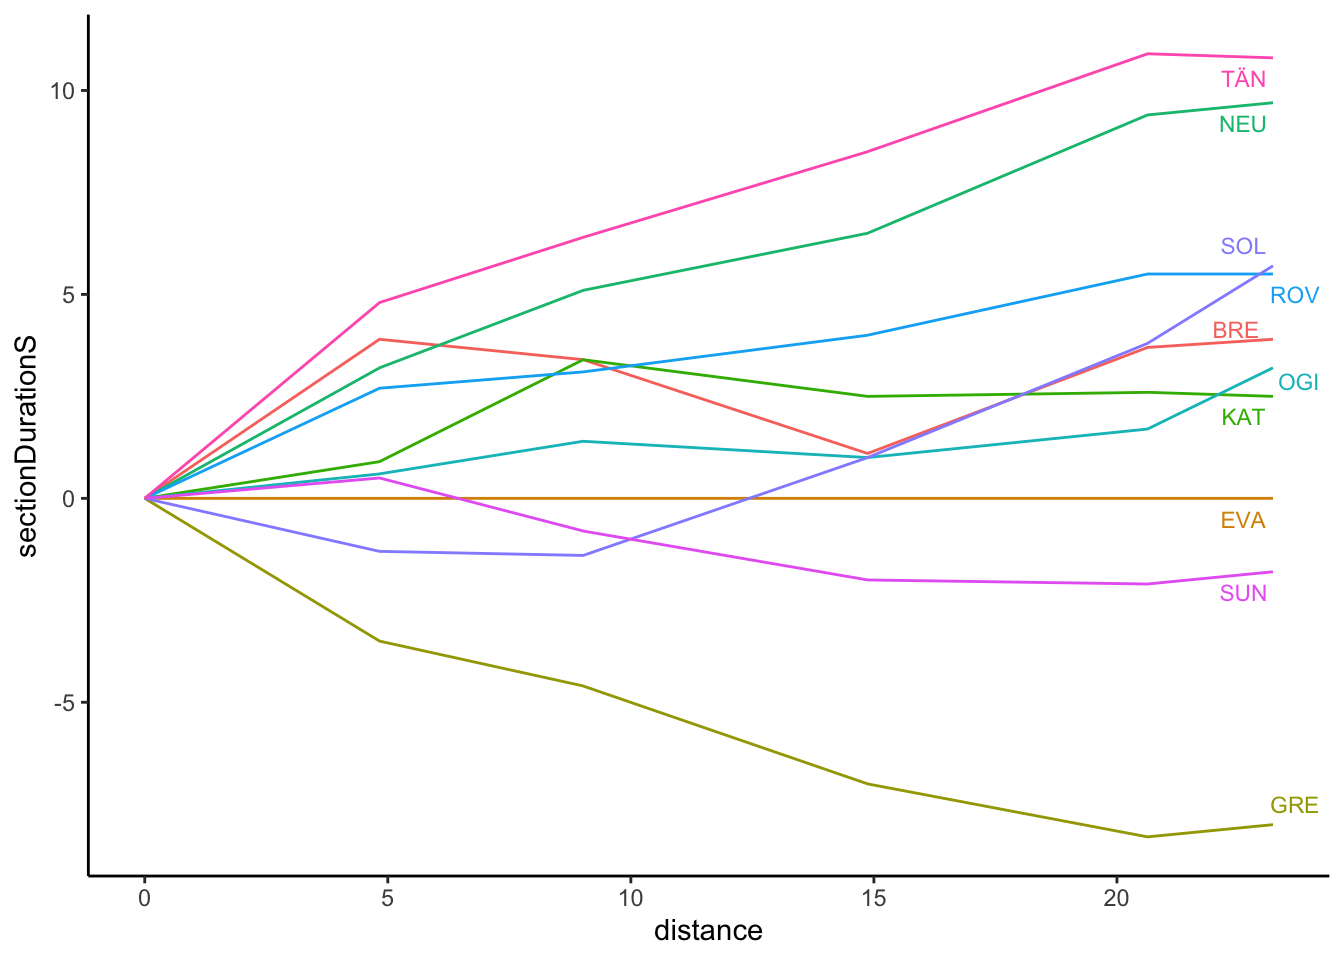 sectionDurationS
10
5
0
-5
TÄN
NEU
SOL
ROV
BRE
OGI
KAT
EVA
SUN
GRE
0 5 10 15 20
distance